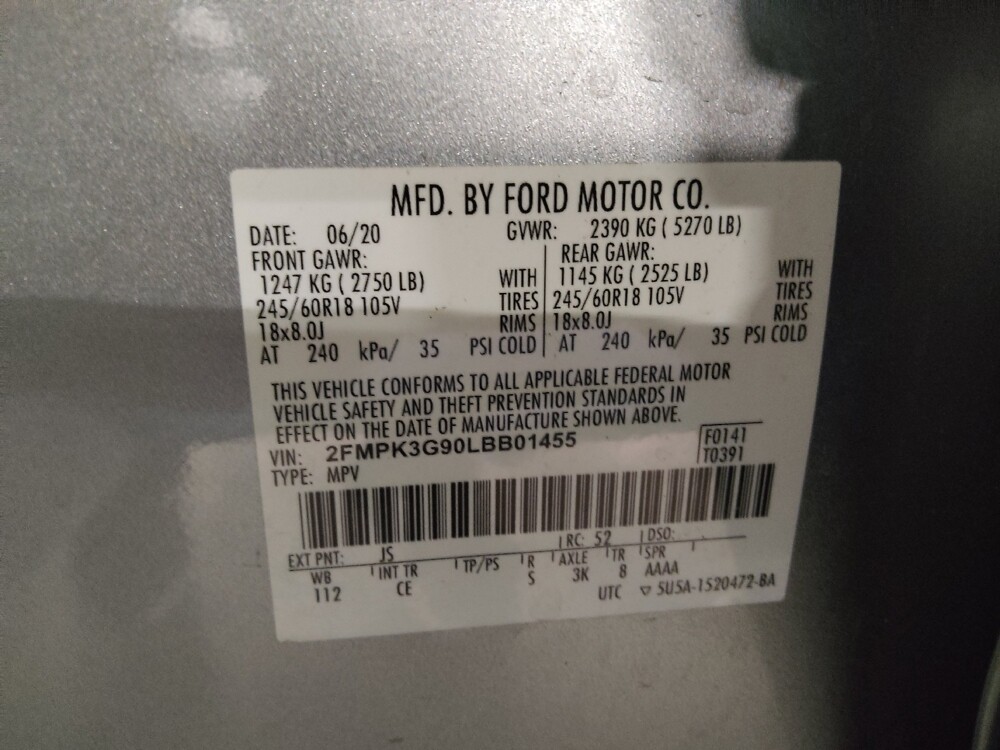 MFD. BY FORD MOTOR CO.
DATE: 06/20 GVWR: 2390 KG ( 5270 LB)
FRONT GAWR: REAR GAWR:
1247 KG ( 2750 LB) WITH 1145 KG ( 2525 LB) WITH
245/60R18 105V TIRES 245/60R18 105V TIRES
18x8.0J RIMS 18x8.0J RIMS
AT 240 kPa/ 35 PSI COLD AT 240 kPa/ 35 PSI COLD
THIS VEHICLE CONFORMS TO ALL APPLICABLE FEDERAL MOTOR
VEHICLE SAFETY AND THEFT PREVENTION STANDARDS IN
EFFECT ON THE DATE OF MANUFACTURE SHOWN ABOVE.
VIN: 2FMPK3G90LBB01455 F0141
TYPE: MPV T0391
EXT PNT: JS RC: 52 DSO:
WB INT TR TP/PS R AXLE TR SPR
112 CE S 3K 8 AAAA
UTC ▽ 5U5A-1520472-BA